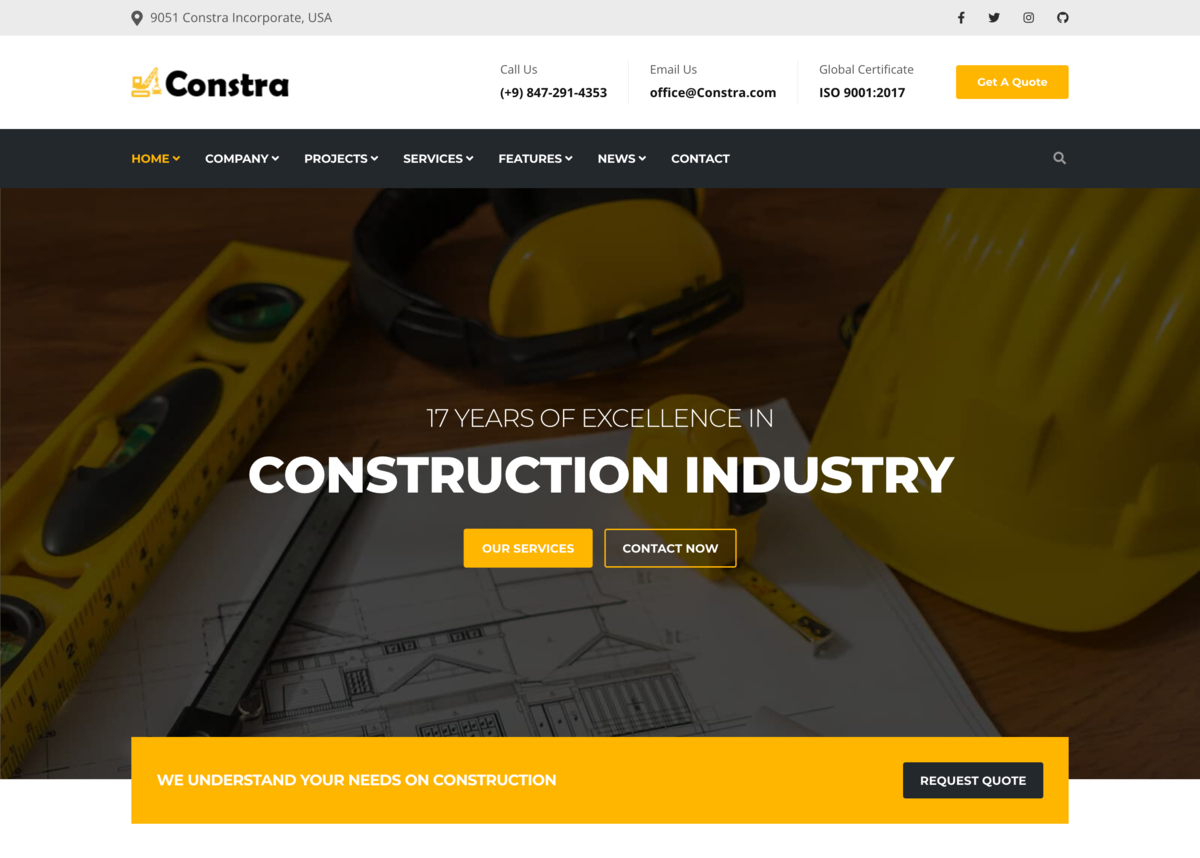 9051 Constra Incorporate, USA
Constra
Call Us
(+9) 847-291-4353
Email Us
office@Constra.com
Global Certificate
ISO 9001:2017
Get A Quote
HOME
COMPANY
PROJECTS
SERVICES
FEATURES
NEWS
CONTACT
17 YEARS OF EXCELLENCE IN
CONSTRUCTION INDUSTRY
OUR SERVICES
CONTACT NOW
WE UNDERSTAND YOUR NEEDS ON CONSTRUCTION
REQUEST QUOTE